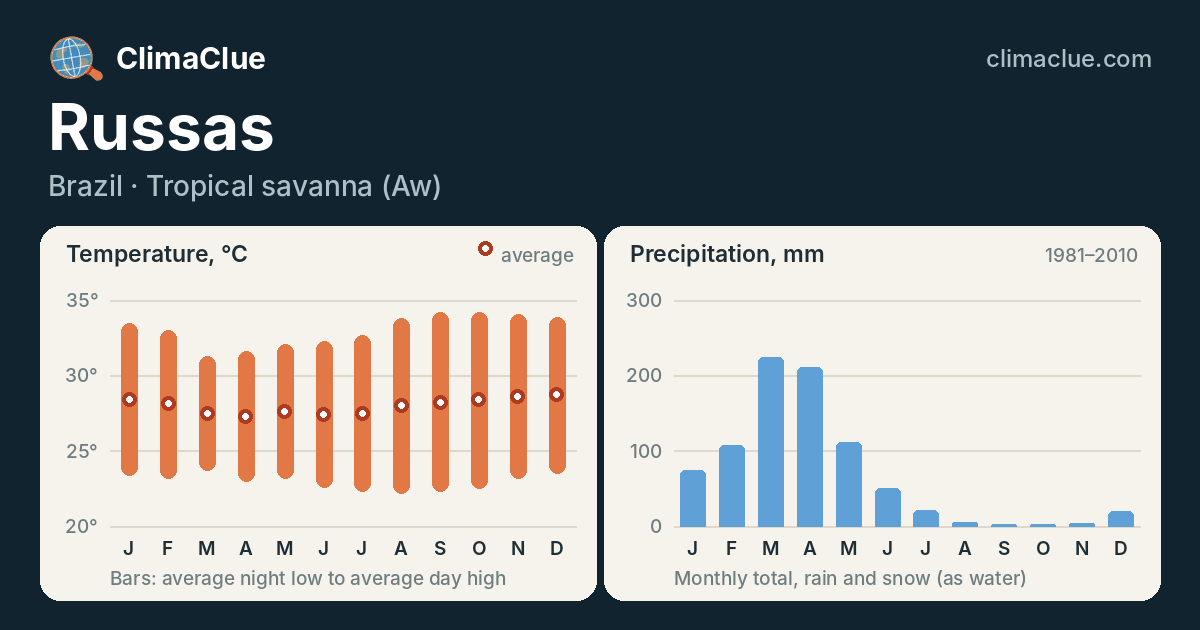 ClimaClue
climaclue.com
Russas
Brazil · Tropical savanna (Aw)
Temperature, °C
average
35°
30°
25°
20°
J F M A M J J A S O N D
Bars: average night low to average day high
Precipitation, mm
1981–2010
300
200
100
0
J F M A M J J A S O N D
Monthly total, rain and snow (as water)